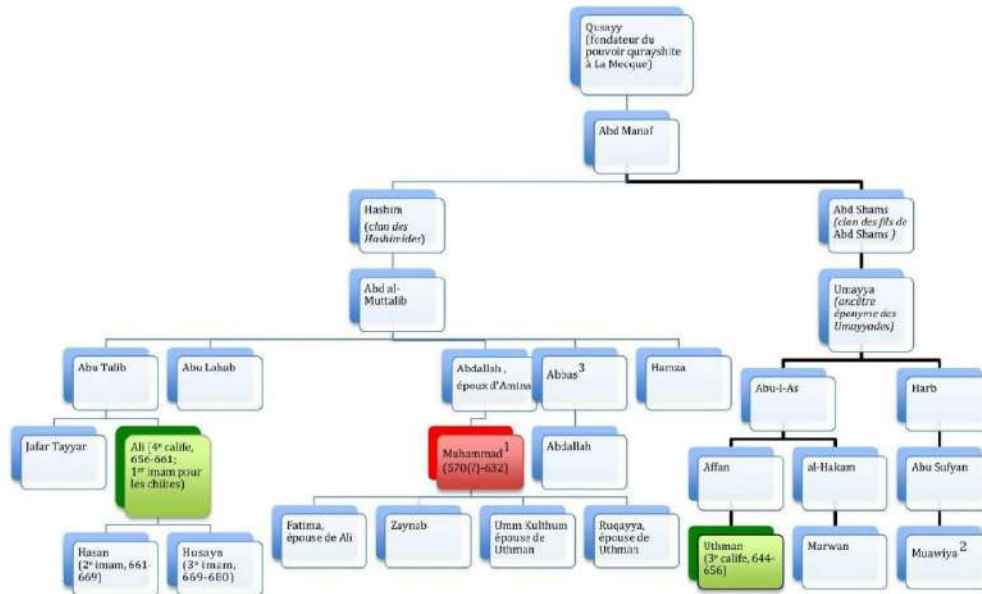 Qusayy
(fondateur du
pouvoir qurayshite
à La Mecque)
Abd Manaf
Hashim
(clan des
Hashimides)
Abd Shams
(clan des fils de
Abd Shams )
Abd al-
Muttalib
Umayya
(ancêtre
éponyme des
Umayyades)
Abu Talib
Abu Lahab
Abdallah ,
époux d'Amina
Abbas3
Hamza
Abu-l-As
Harb
Jafar Tayyar
Ali (4e calife,
656-661;
1er imam pour
les chiites)
Muhammad1
(570(?)-632)
Abdallah
Affan
al-Hakam
Abu Sufyan
Hasan
(2e imam, 661-
669)
Husayn
(3e imam,
669-680)
Fatima,
épouse de Ali
Zaynab
Umm Kulthum
épouse de
Uthman
Ruqayya,
épouse de
Uthman
Uthman
(3e calife, 644-
656)
Marwan
Muawiya 2